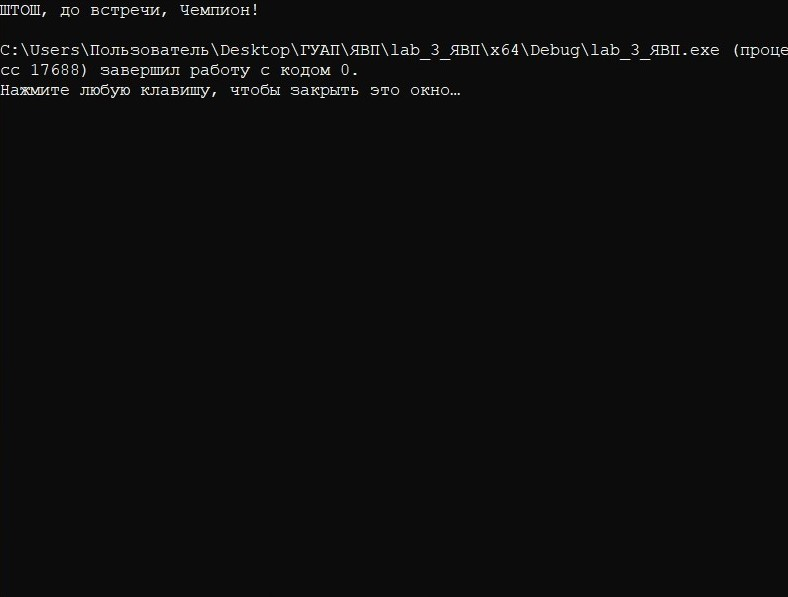 ШТОШ, до встречи, Чемпион!
C:\Users\Пользователь\Desktop\ГУАП\ЯВП\lab_3_ЯВП\x64\Debug\lab_3_ЯВП.exe (проце
сс 17688) завершил работу с кодом 0.
Нажмите любую клавишу, чтобы закрыть это окно…